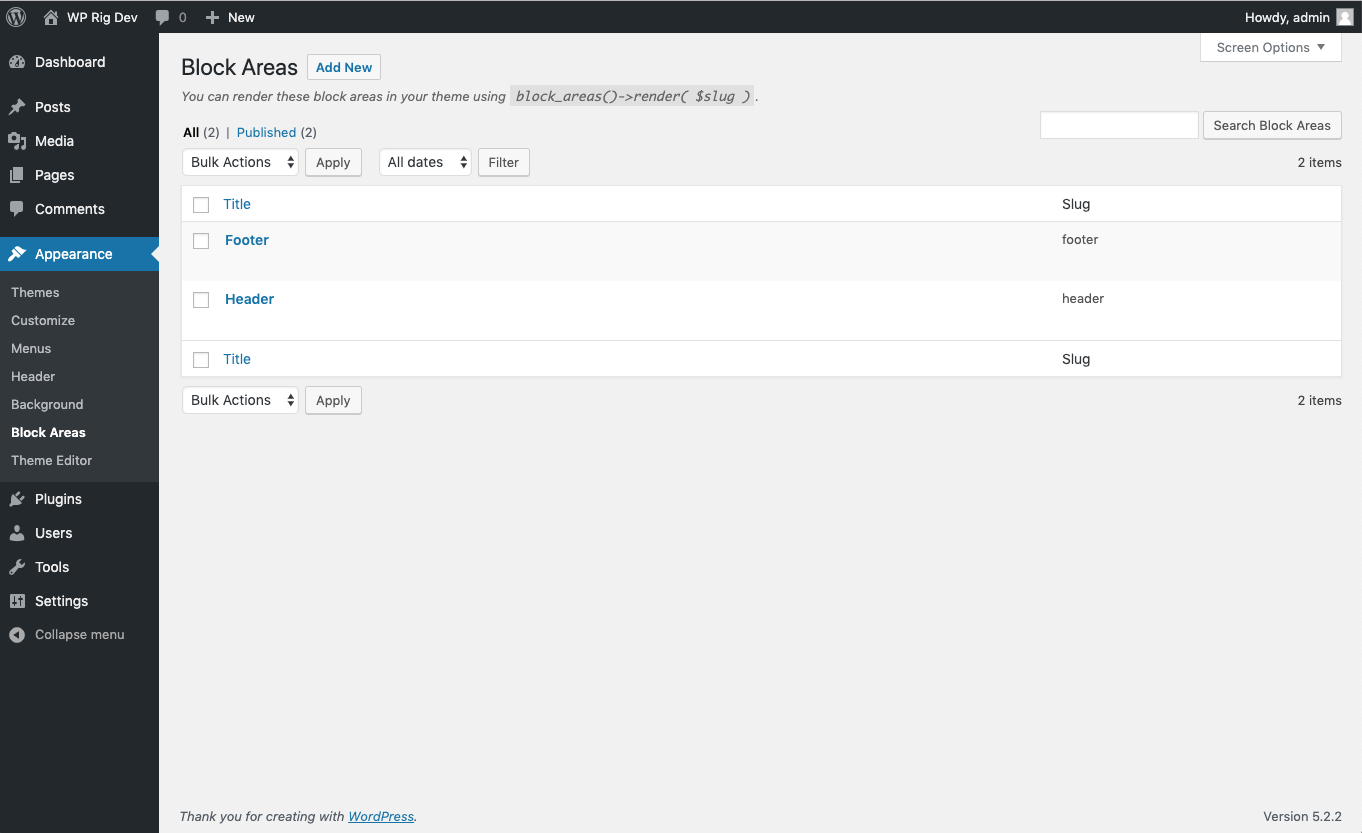 WP Rig Dev 0 New Howdy, admin
Screen Options
Dashboard
Posts
Media
Pages
Comments
Appearance
Themes
Customize
Menus
Header
Background
Block Areas
Theme Editor
Plugins
Users
Tools
Settings
Collapse menu
Block Areas Add New
You can render these block areas in your theme using block_areas()->render( $slug ) .
All (2) | Published (2)
Search Block Areas
Bulk Actions Apply All dates Filter 2 items
Title Slug
Footer footer
Header header
Title Slug
Bulk Actions Apply 2 items
Thank you for creating with WordPress. Version 5.2.2